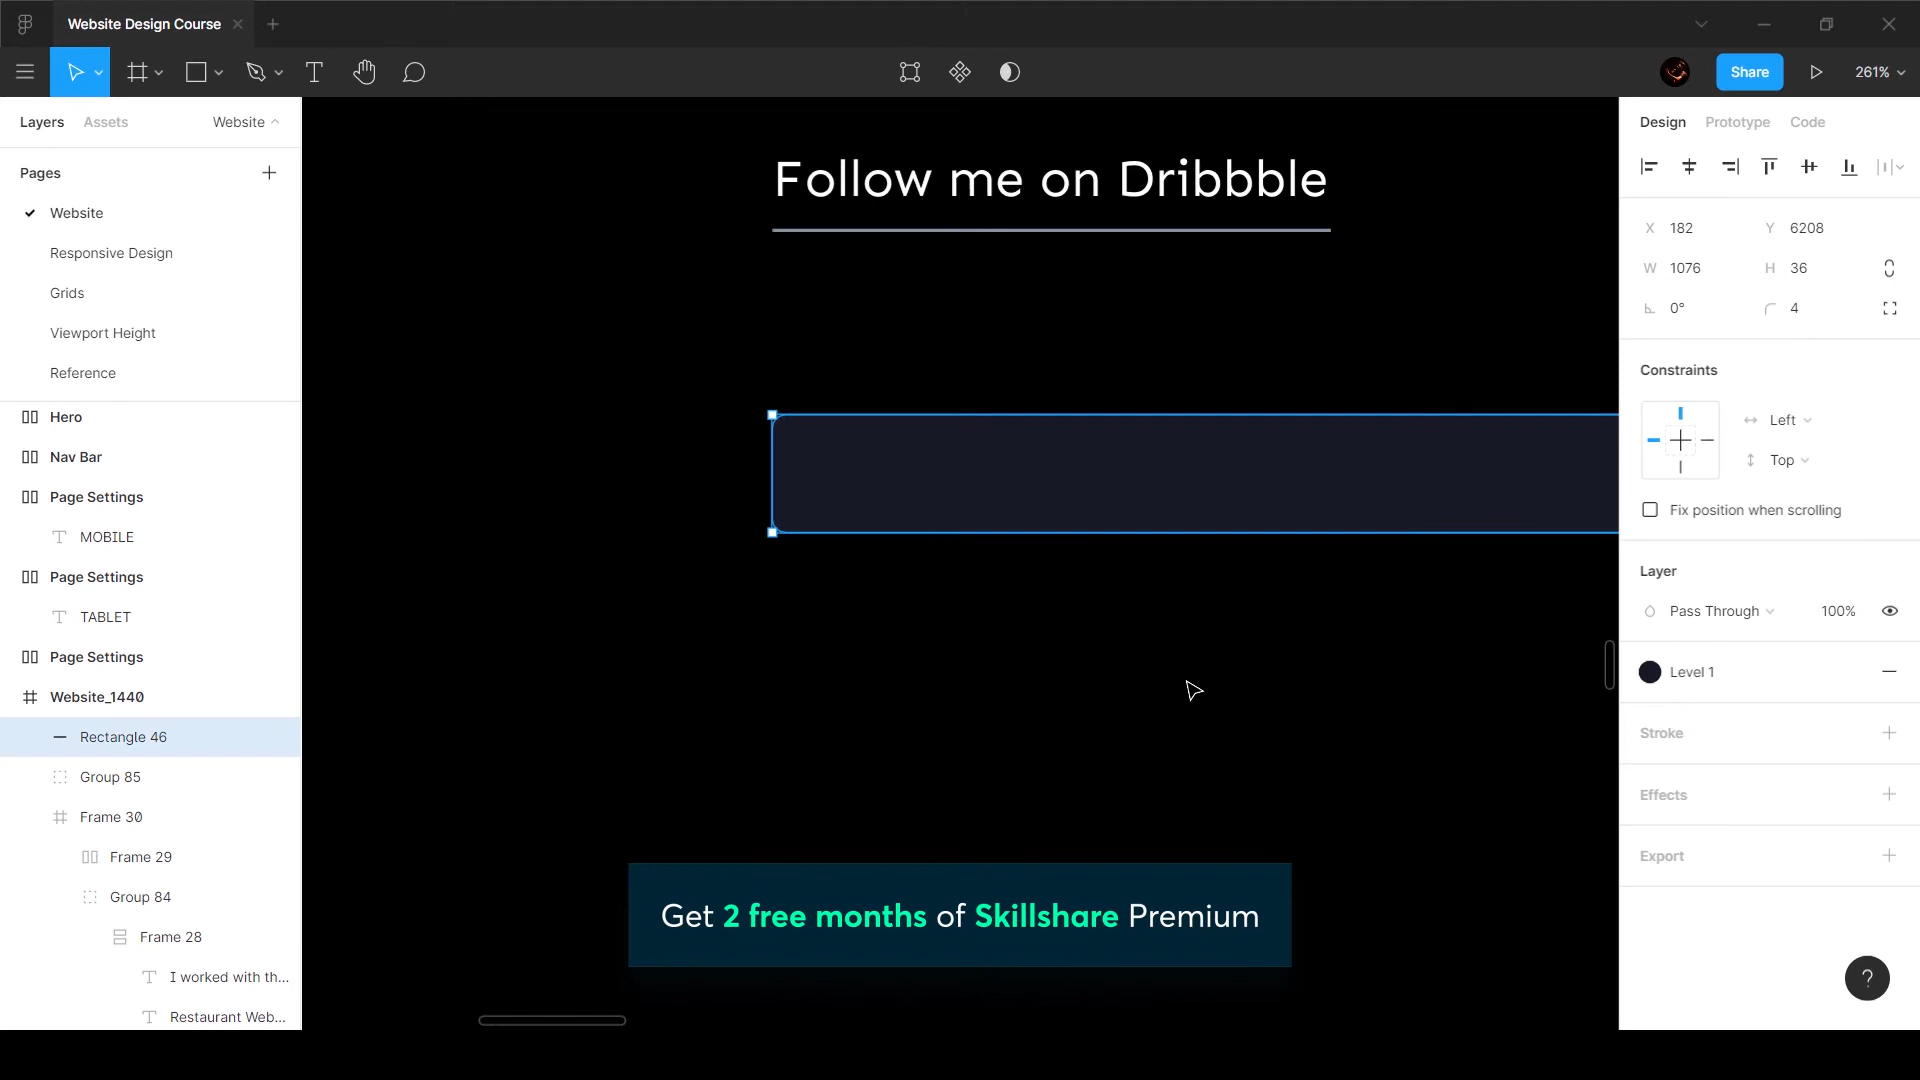 Website Design Course
Share
261%
Layers
Assets
Website
Pages
Website
Responsive Design
Grids
Viewport Height
Reference
Hero
Nav Bar
Page Settings
MOBILE
Page Settings
TABLET
Page Settings
Website_1440
Rectangle 46
Group 85
Frame 30
Frame 29
Group 84
Frame 28
I worked with th...
Restaurant Web...
Follow me on Dribbble
Get 2 free months of Skillshare Premium
Design
Prototype
Code
X 182 Y 6208
W 1076 H 36
0° 4
Constraints
Left
Top
Fix position when scrolling
Layer
Pass Through 100%
Level 1
Stroke
Effects
Export
?